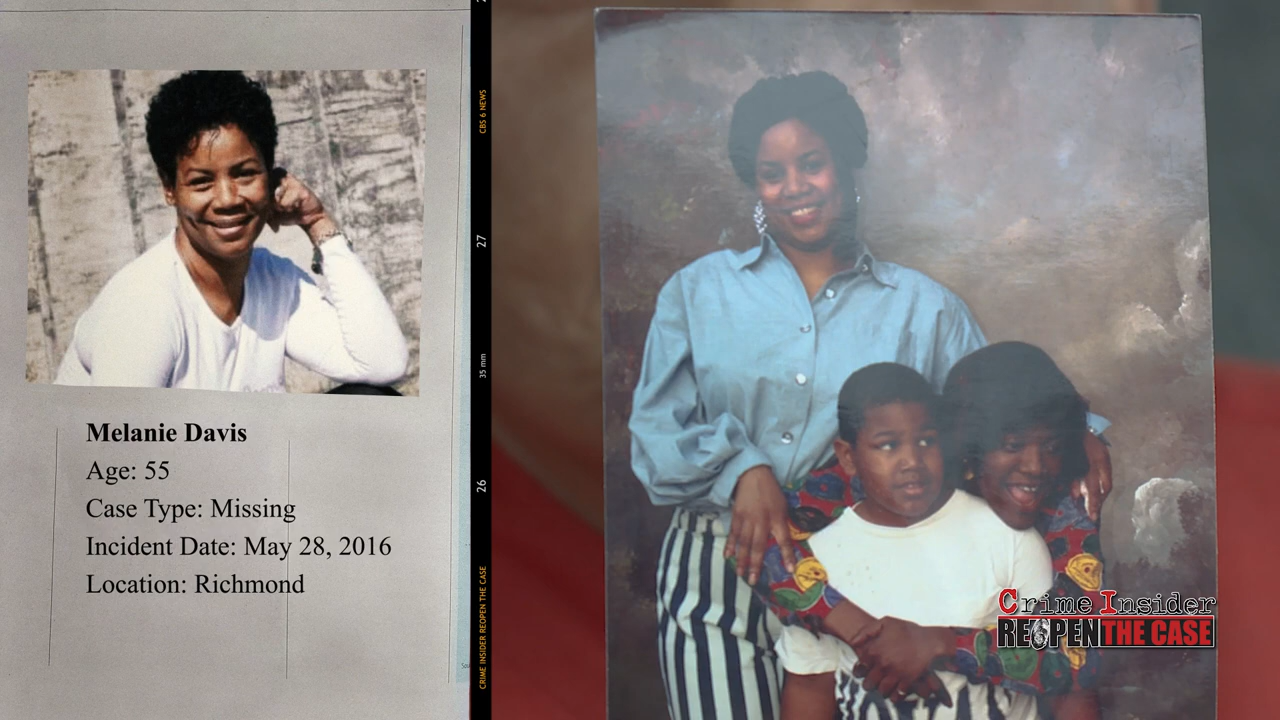 Melanie Davis
Age: 55
Case Type: Missing
Incident Date: May 28, 2016
Location: Richmond
CBS 6 NEWS
27
35 mm
26
CRIME INSIDER REOPEN THE CASE
Crime Insider
REOPEN THE CASE